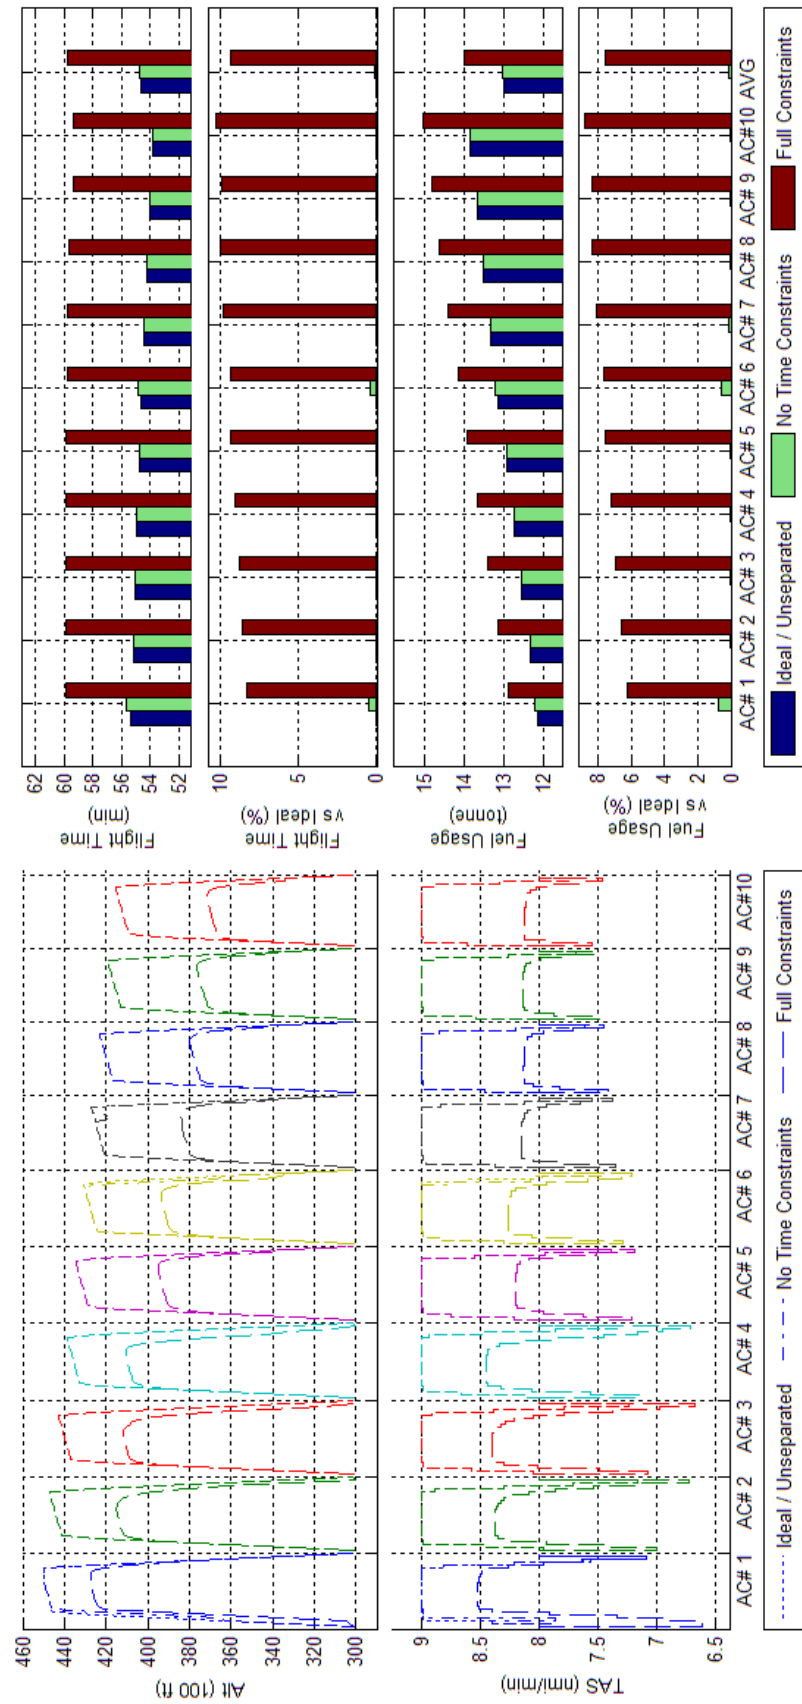 460
440
420
400
380
360
340
320
300
Alt (100 ft)
AC#1 AC#2 AC#3 AC#4 AC#5 AC#6 AC#7 AC#8 AC#9 AC#10
9
8.5
8
7.5
7
6.5
TAS (nmi/min)
Ideal / Unseparated No Time Constraints Full Constraints
62
60
58
56
54
52
Flight Time
(min)
10
5
0
Flight Time
vs Ideal (%)
15
14
13
12
Fuel Usage
(tonne)
8
6
4
2
0
Fuel Usage
vs Ideal (%)
AC# 1 AC# 2 AC# 3 AC# 4 AC# 5 AC# 6 AC# 7 AC# 8 AC# 9 AC#10 AVG
Ideal / Unseparated No Time Constraints Full Constraints